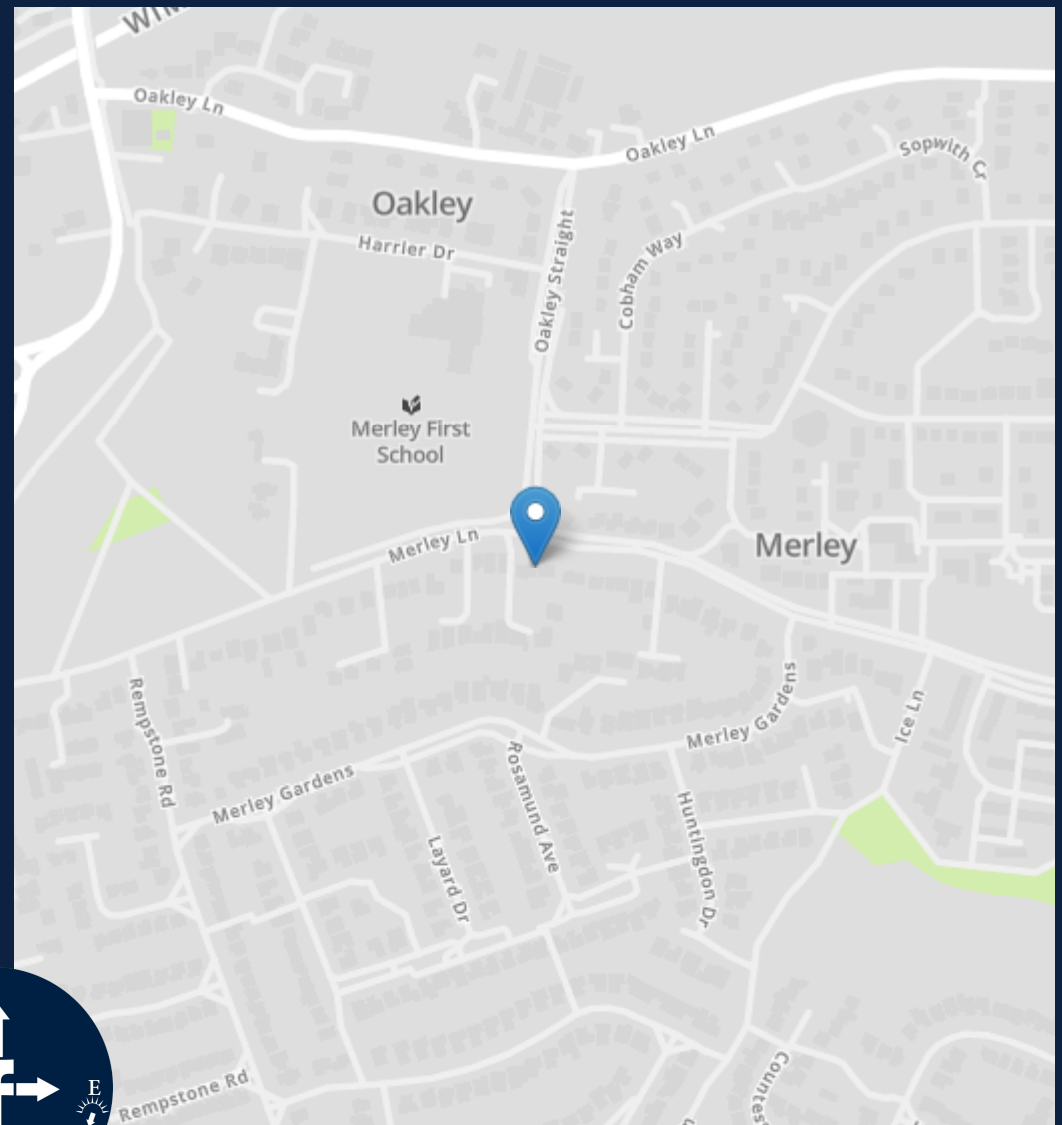 Oakley Ln
Oakley Ln
Sopwith Cr
Oakley
Harrier Dr
Oakley Straight
Cobham Way
Merley First
School
Merley Ln
Merley
Rempstone Rd
Merley Gardens
Ice Ln
Merley Gardens
Rosamund Ave
Huntingdon Dr
Layard Dr
E
Rempstone Rd